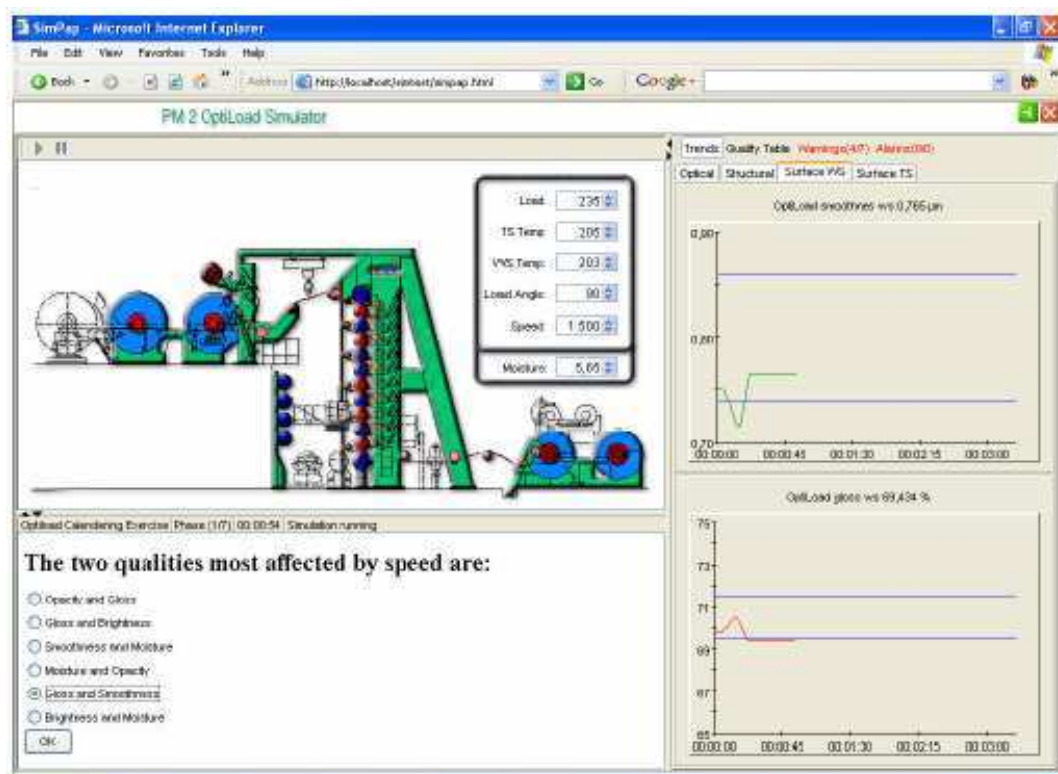 SimPap - Microsoft Internet Explorer
File Edit View Favorites Tools Help
Back Address http://localhost/simhost/simpap.html Go Google
PM 2 OptiLoad Simulator
Load: 235
TS Temp: 205
WS Temp: 203
Load Angle: 80
Speed: 1 500
Moisture: 5,65
Optiload Calendering Exercise Phase (1/7) 00:00:54 Simulation running
The two qualities most affected by speed are:
Opacity and Gloss
Gloss and Brightness
Smoothness and Moisture
Moisture and Opacity
Gloss and Smoothness
Brightness and Moisture
OK
Trends Quality Table Warnings(4/7) Alarms(0/0)
Optical Structural Surface WS Surface TS
OptiLoad smoothnes ws 0,765 µm
0,90
0,80
0,70
00:00:00 00:00:45 00:01:30 00:02:15 00:03:00
OptiLoad gloss ws 69,434 %
75
73
71
69
67
65
00:00:00 00:00:45 00:01:30 00:02:15 00:03:00